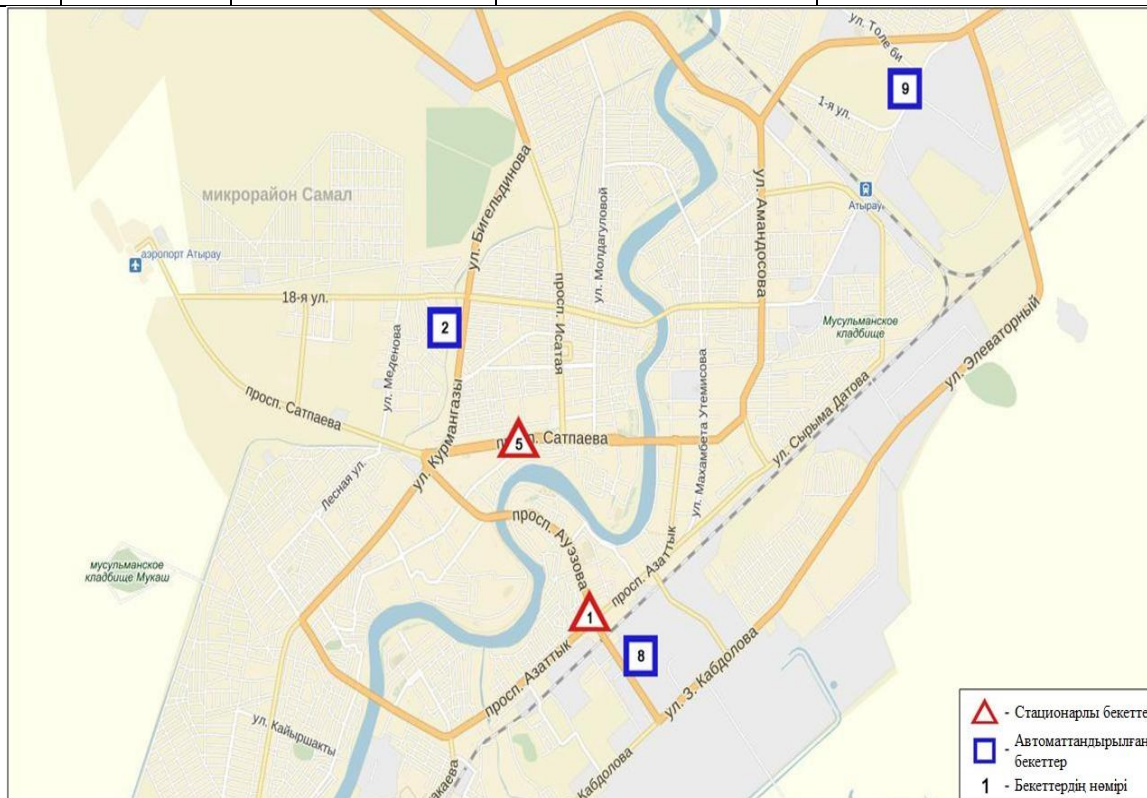 ул. Толе би
9
1-я ул.
Атырау
микрорайон Самал
ул. Бигельдинова
ул. Молдагуловой
ул. Амандосова
аэропорт Атырау
просп. Исатая
18-я ул.
2
Мусульманское
кладбище
ул. Элеваторный
ул. Меденова
ул. Махамбета Утемисова
ул. Сырыма Датова
просп. Сатпаева
ул. Курмангазы
5
Сатпаева
Лесная ул.
просп. Ауэзова
просп. Азаттык
мусульманское
кладбище Мукаш
1
8
просп. Азаттык
ул. З. Кабдолова
ул. Кайыршакты
Кабдолова
- Стационарлы бекетте
- Автоматтандырылған
бекеттер
1 - Бекеттердің нөмірі